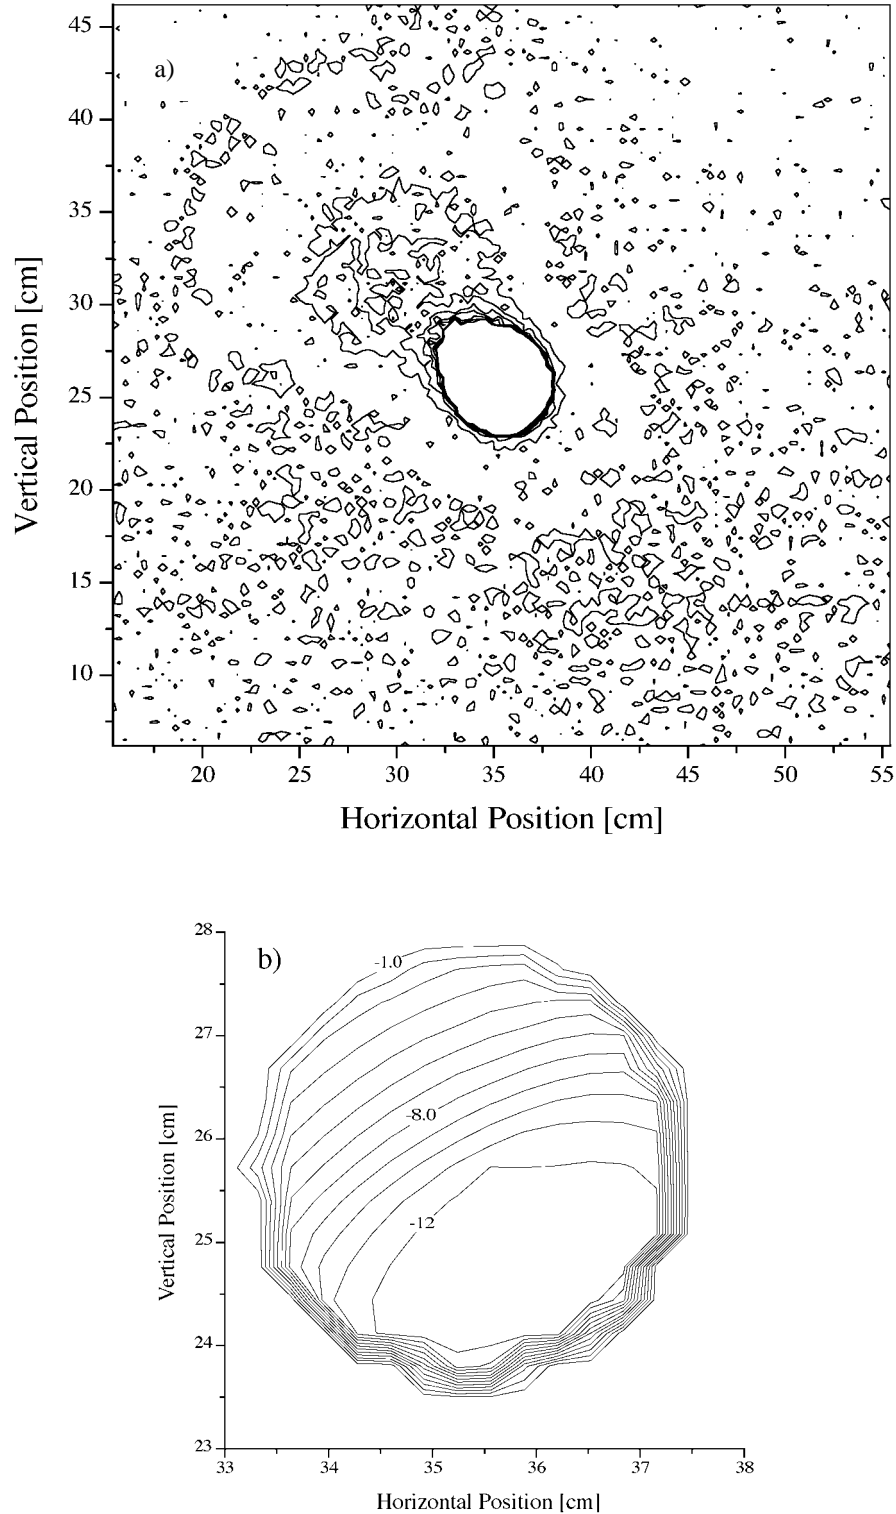 45
a)
40
35
30
25
20
15
10
Vertical Position [cm]
20 25 30 35 40 45 50 55
Horizontal Position [cm]
28
b)
-1.0
27
-8.0
26
-12
25
24
23
Vertical Position [cm]
33 34 35 36 37 38
Horizontal Position [cm]